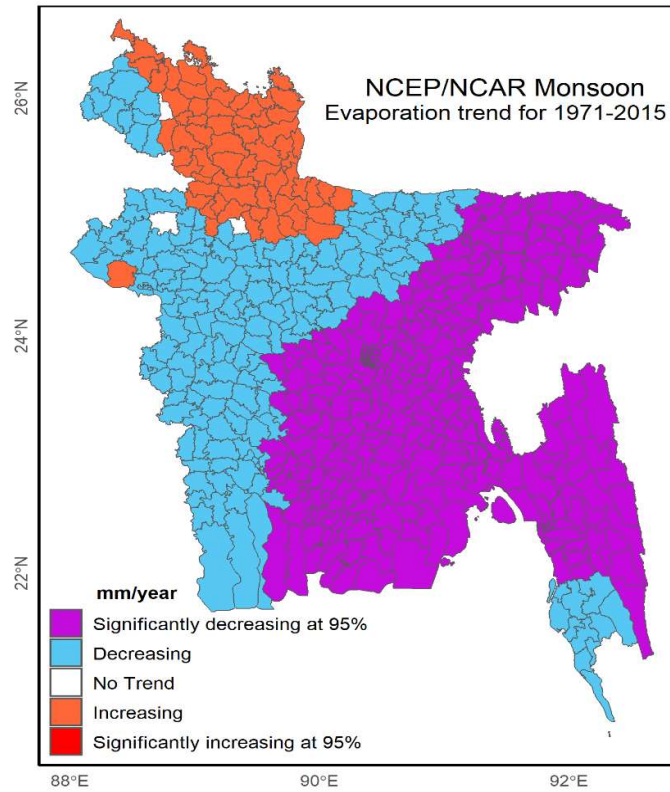 NCEP/NCAR Monsoon
Evaporation trend for 1971-2015
26°N
24°N
22°N
mm/year
Significantly decreasing at 95%
Decreasing
No Trend
Increasing
Significantly increasing at 95%
88°E
90°E
92°E